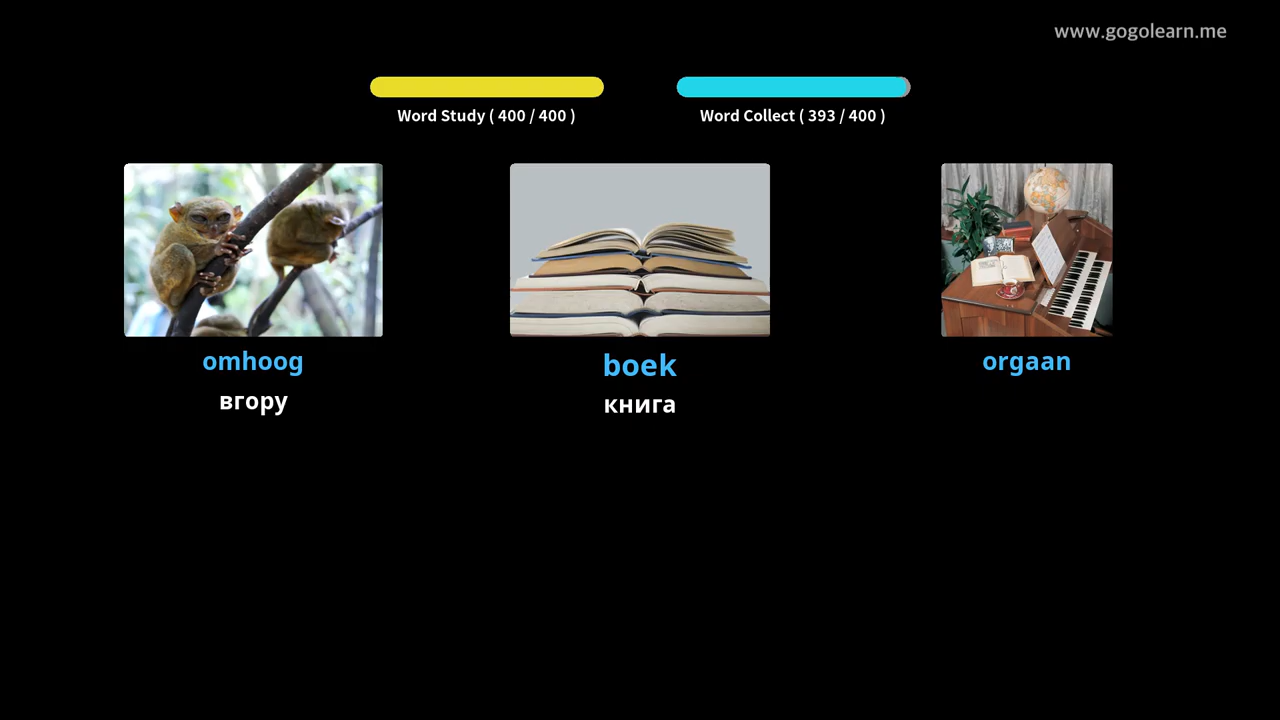 www.gogolearn.me
Word Study ( 400 / 400 )
Word Collect ( 393 / 400 )
omhoog
вгору
boek
книга
orgaan